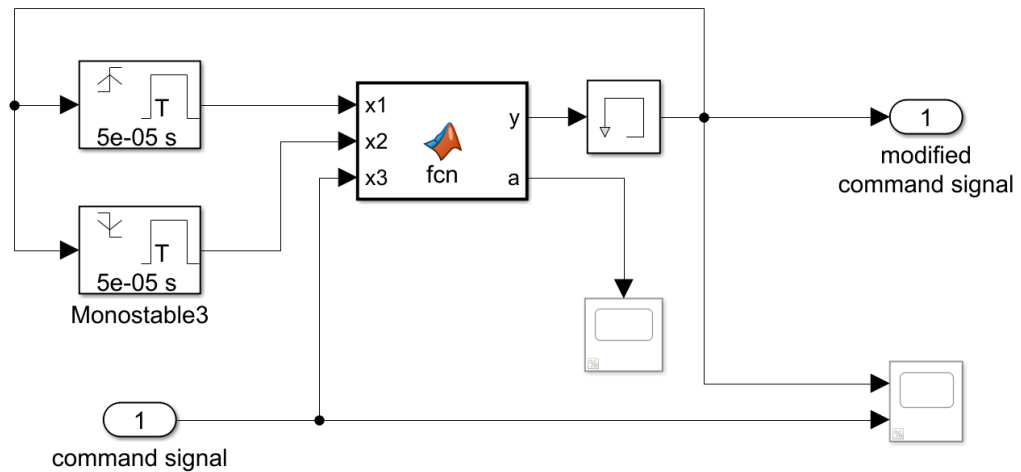 T
5e-05 s
T
5e-05 s
Monostable3
x1
x2
x3
fcn
y
a
1
modified
command signal
1
command signal